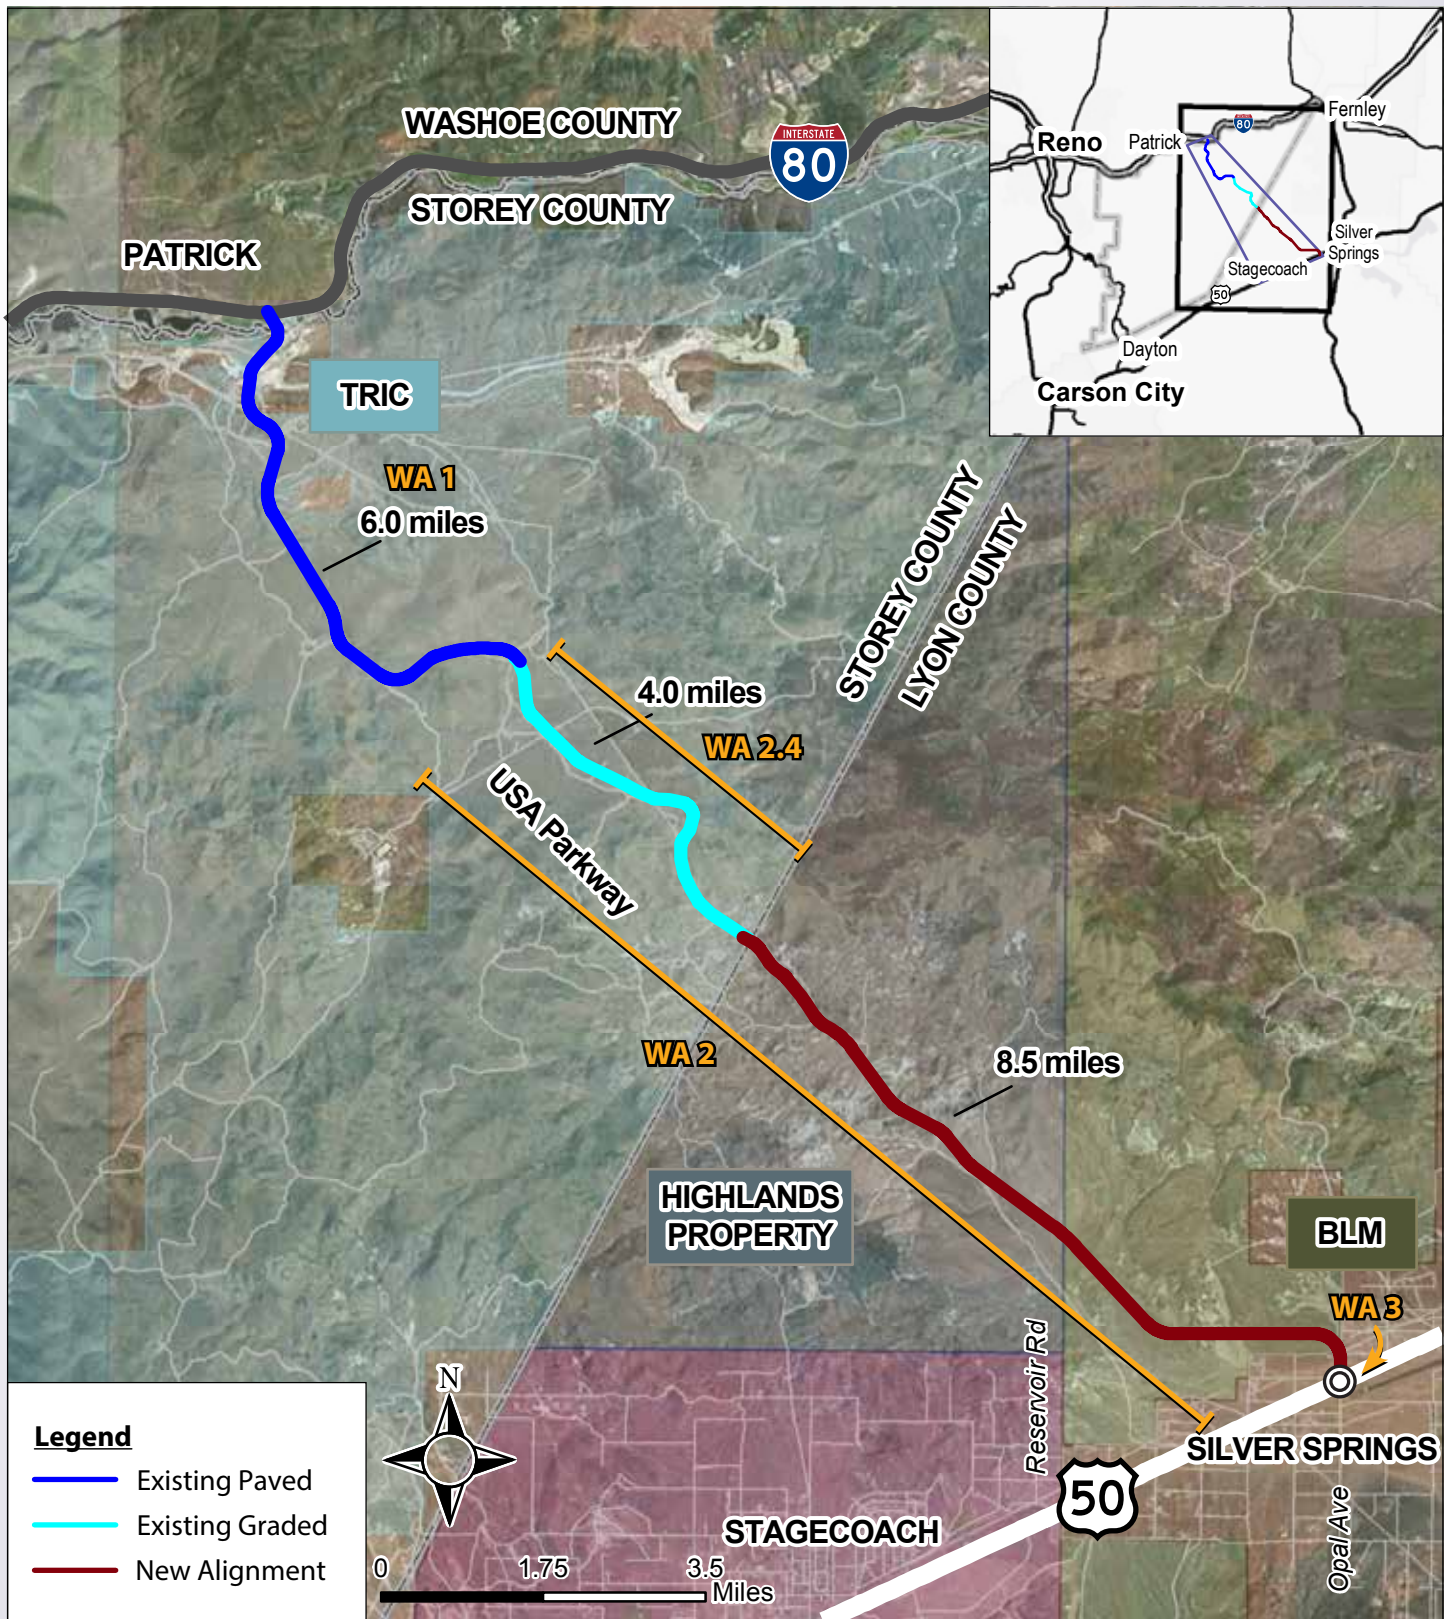 WASHOE COUNTY
INTERSTATE
80
STOREY COUNTY
PATRICK
TRIC
WA 1
6.0 miles
4.0 miles
WA 2.4
STOREY COUNTY
LYON COUNTY
USA Parkway
WA 2
8.5 miles
HIGHLANDS
PROPERTY
BLM
WA 3
Reservoir Rd
SILVER SPRINGS
50
STAGECOACH
Opal Ave
N
0 1.75 3.5
Miles
Legend
Existing Paved
Existing Graded
New Alignment
Fernley
80
Reno
Patrick
Silver
Springs
Stagecoach
50
Dayton
Carson City